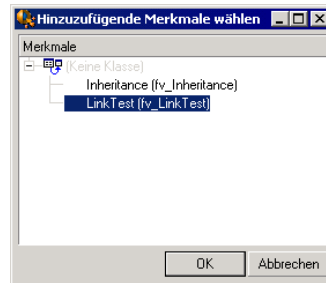 Hinzuzufügende Merkmale wählen
Merkmale
(Keine Klasse)
Inheritance (fv_Inheritance)
LinkTest (fv_LinkTest)
OK Abbrechen